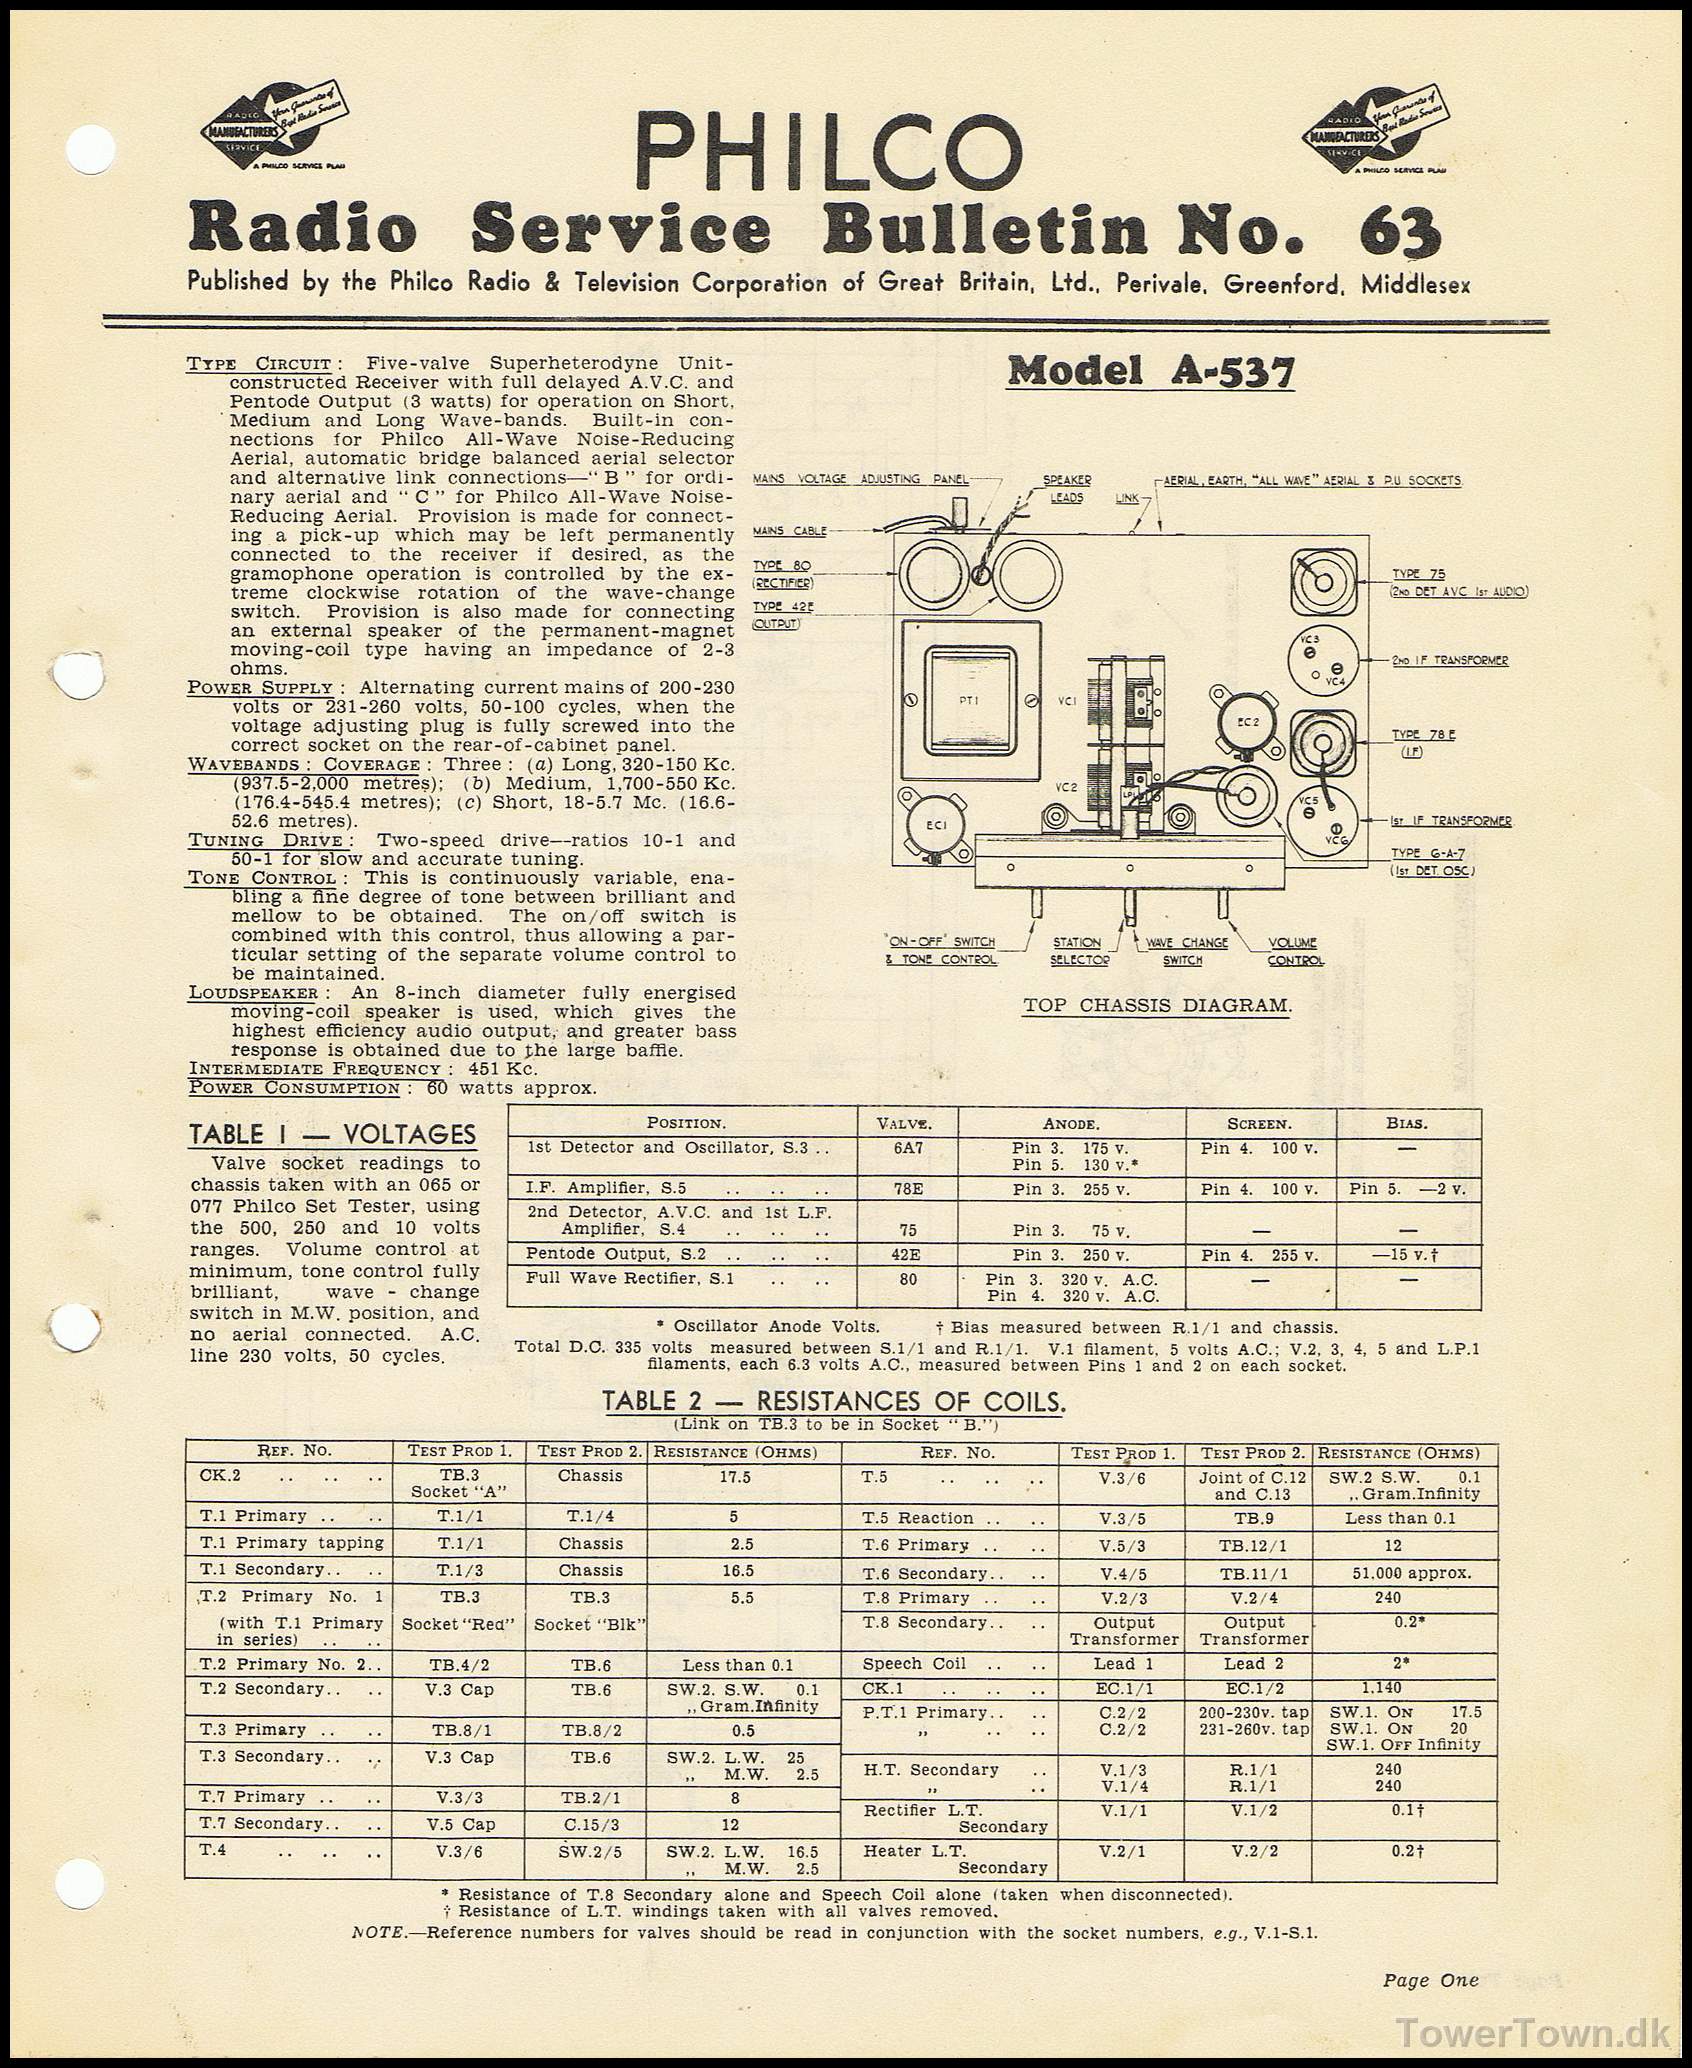 RADIO
MANUFACTURERS
SERVICE
Your Guarantee of
Best Radio Service
A PHILCO SERVICE PLAN
PHILCO
RADIO
MANUFACTURERS
SERVICE
Your Guarantee of
Best Radio Service
A PHILCO SERVICE PLAN
Radio Service Bulletin No. 63
Published by the Philco Radio & Television Corporation of Great Britain, Ltd., Perivale, Greenford, Middlesex
TYPE CIRCUIT: Five-valve Superheterodyne Unit-
constructed Receiver with full delayed A.V.C. and
Pentode Output (3 watts) for operation on Short,
Medium and Long Wave-bands. Built-in con-
nections for Philco All-Wave Noise-Reducing
Aerial, automatic bridge balanced aerial selector
and alternative link connections—"B" for ordi-
nary aerial and "C" for Philco All-Wave Noise-
Reducing Aerial. Provision is made for connect-
ing a pick-up which may be left permanently
connected to the receiver if desired, as the
gramophone operation is controlled by the ex-
treme clockwise rotation of the wave-change
switch. Provision is also made for connecting
an external speaker of the permanent-magnet
moving-coil type having an impedance of 2-3
ohms.
POWER SUPPLY: Alternating current mains of 200-230
volts or 231-260 volts, 50-100 cycles, when the
voltage adjusting plug is fully screwed into the
correct socket on the rear-of-cabinet panel.
WAVEBANDS: COVERAGE: Three: (a) Long, 320-150 Kc.
(937.5-2,000 metres); (b) Medium, 1,700-550 Kc.
(176.4-545.4 metres); (c) Short, 18-5.7 Mc. (16.6-
52.6 metres).
TUNING DRIVE: Two-speed drive—ratios 10-1 and
50-1 for slow and accurate tuning.
TONE CONTROL: This is continuously variable, ena-
bling a fine degree of tone between brilliant and
mellow to be obtained. The on/off switch is
combined with this control, thus allowing a par-
ticular setting of the separate volume control to
be maintained.
LOUDSPEAKER: An 8-inch diameter fully energised
moving-coil speaker is used, which gives the
highest efficiency audio output, and greater bass
response is obtained due to the large baffle.
INTERMEDIATE FREQUENCY: 451 Kc.
POWER CONSUMPTION: 60 watts approx.
Model A-537
MAINS VOLTAGE ADJUSTING PANEL
SPEAKER
LEADS
LINK
AERIAL, EARTH, "ALL WAVE" AERIAL & P.U SOCKETS
MAINS CABLE
TYPE 80
(RECTIFIER)
TYPE 42E
(OUTPUT)
TYPE 75
(2ND DET AVC 1ST AUDIO)
VC3
VC4
2ND I F TRANSFORMER
PT1
VC1
EC2
TYPE 78 E
(I.F)
VC2
LP1
VC5
VC6
EC1
1ST I F TRANSFORMER
TYPE 6-A-7
(1ST DET. OSC)
"ON-OFF" SWITCH
& TONE CONTROL
STATION
SELECTOR
WAVE CHANGE
SWITCH
VOLUME
CONTROL
TOP CHASSIS DIAGRAM.
TABLE 1 — VOLTAGES
Valve socket readings to
chassis taken with an 065 or
077 Philco Set Tester, using
the 500, 250 and 10 volts
ranges. Volume control at
minimum, tone control fully
brilliant, wave - change
switch in M.W. position, and
no aerial connected. A.C.
line 230 volts, 50 cycles.
POSITION. VALVE. ANODE. SCREEN. BIAS.
1st Detector and Oscillator, S.3 .. 6A7 Pin 3. 175 v. Pin 4. 100 v. —
Pin 5. 130 v.*
I.F. Amplifier, S.5 .. .. .. 78E Pin 3. 255 v. Pin 4. 100 v. Pin 5. —2 v.
2nd Detector, A.V.C. and 1st L.F.
Amplifier, S.4 .. .. .. 75 Pin 3. 75 v. — —
Pentode Output, S.2 .. .. .. 42E Pin 3. 250 v. Pin 4. 255 v. —15 v.†
Full Wave Rectifier, S.1 .. .. 80 Pin 3. 320 v. A.C. — —
Pin 4. 320 v. A.C.
* Oscillator Anode Volts. † Bias measured between R.1/1 and chassis.
Total D.C. 335 volts measured between S.1/1 and R.1/1. V.1 filament, 5 volts A.C.; V.2, 3, 4, 5 and L.P.1
filaments, each 6.3 volts A.C., measured between Pins 1 and 2 on each socket.
TABLE 2 — RESISTANCES OF COILS.
(Link on TB.3 to be in Socket "B.")
REF. NO. TEST PROD 1. TEST PROD 2. RESISTANCE (OHMS)
CK.2 .. .. .. TB.3 Chassis 17.5
Socket "A"
T.1 Primary .. .. T.1/1 T.1/4 5
T.1 Primary tapping T.1/1 Chassis 2.5
T.1 Secondary.. .. T.1/3 Chassis 16.5
T.2 Primary No. 1 TB.3 TB.3 5.5
(with T.1 Primary Socket "Red" Socket "Blk"
in series) .. ..
T.2 Primary No. 2.. TB.4/2 TB.6 Less than 0.1
T.2 Secondary.. .. V.3 Cap TB.6 SW.2. S.W. 0.1
,, Gram.Infinity
T.3 Primary .. .. TB.8/1 TB.8/2 0.5
T.3 Secondary.. .. V.3 Cap TB.6 SW.2. L.W. 25
,, M.W. 2.5
T.7 Primary .. .. V.3/3 TB.2/1 8
T.7 Secondary.. .. V.5 Cap C.15/3 12
T.4 .. .. .. V.3/6 SW.2/5 SW.2. L.W. 16.5
,, M.W. 2.5
REF. NO. TEST PROD 1. TEST PROD 2. RESISTANCE (OHMS)
T.5 .. .. .. V.3/6 Joint of C.12 SW.2 S.W. 0.1
and C.13 ,, Gram.Infinity
T.5 Reaction .. .. V.3/5 TB.9 Less than 0.1
T.6 Primary .. .. V.5/3 TB.12/1 12
T.6 Secondary.. .. V.4/5 TB.11/1 51,000 approx.
T.8 Primary .. .. V.2/3 V.2/4 240
T.8 Secondary.. .. Output Output 0.2*
Transformer Transformer
Speech Coil .. .. Lead 1 Lead 2 2*
CK.1 .. .. .. EC.1/1 EC.1/2 1,140
P.T.1 Primary.. .. C.2/2 200-230v. tap SW.1. ON 17.5
,, .. .. C.2/2 231-260v. tap SW.1. ON 20
SW.1. OFF Infinity
H.T. Secondary .. V.1/3 R.1/1 240
,, .. V.1/4 R.1/1 240
Rectifier L.T. V.1/1 V.1/2 0.1†
Secondary
Heater L.T. V.2/1 V.2/2 0.2†
Secondary
* Resistance of T.8 Secondary alone and Speech Coil alone (taken when disconnected).
† Resistance of L.T. windings taken with all valves removed.
NOTE.—Reference numbers for valves should be read in conjunction with the socket numbers, e.g., V.1-S.1.
Page One
TowerTown.dk